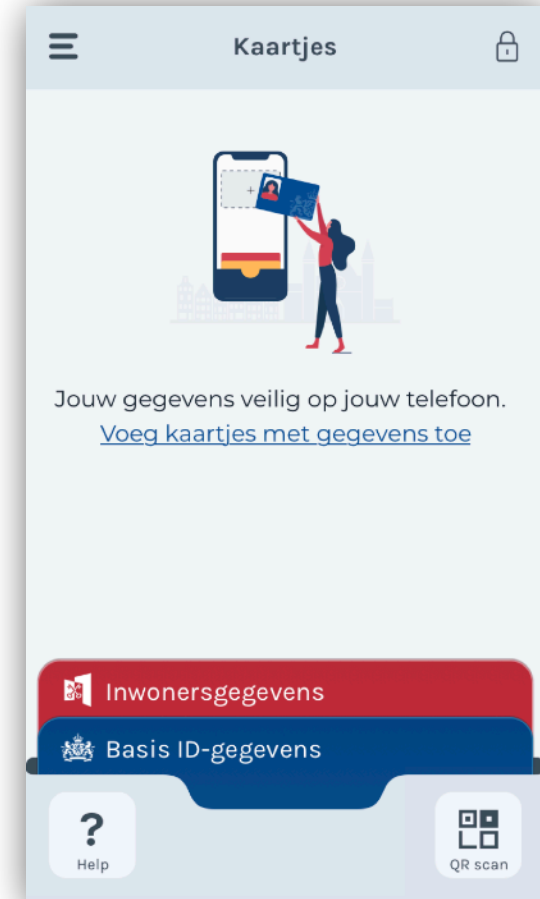 Kaartjes
Jouw gegevens veilig op jouw telefoon.
Voeg kaartjes met gegevens toe
Inwonersgegevens
Basis ID-gegevens
?
Help
QR scan